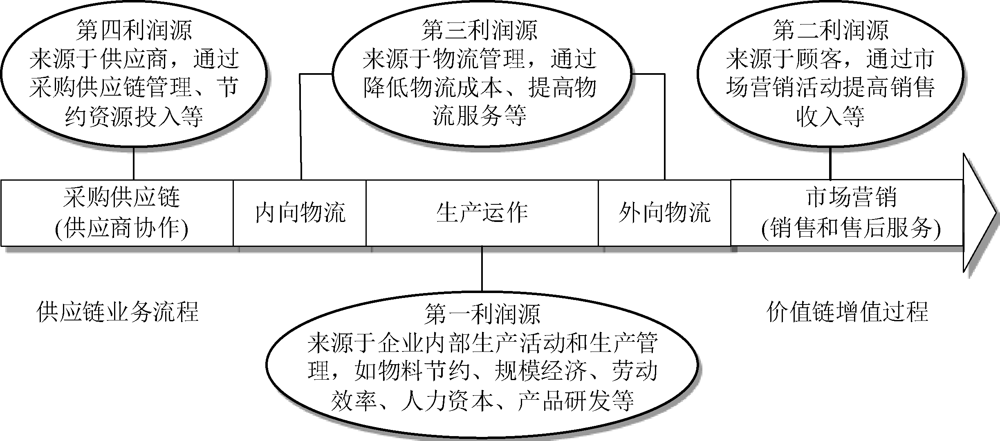 第四利润源
来源于供应商，通过
采购供应链管理、节
约资源投入等
第三利润源
来源于物流管理，通过
降低物流成本、提高物
流服务等
第二利润源
来源于顾客，通过市
场营销活动提高销售
收入等
采购供应链
(供应商协作)
内向物流
生产运作
外向物流
市场营销
(销售和售后服务)
供应链业务流程
第一利润源
来源于企业内部生产活动和生产管
理，如物料节约、规模经济、劳动
效率、人力资本、产品研发等
价值链增值过程